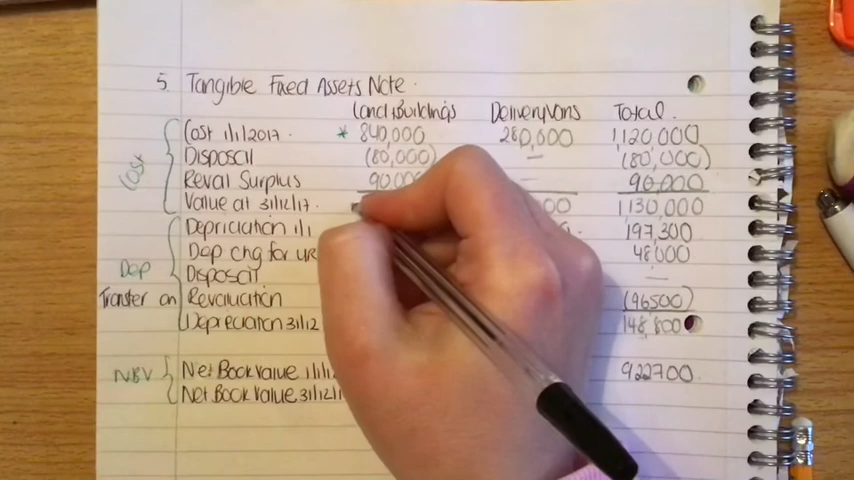 5. Tangible Fixed Assets Note.
Land & Buildings Delivery Vans Total.
Cost 1/1/2017. * 840,000 280,000 1,120,000
Disposal (80,000) — (80,000)
Reval Surplus 90,000 — 90,000
Value at 31/12/17. 1,130,000
Depriciation 1/1 197,300
Dep chg for 48,000
Disposal —
Transfer on Revaluation (96500)
Depreciation 31/12 148,800
Net Book Value 1/1/1 922700
Net Book Value 31/12/1
Cost
Dep
NBV